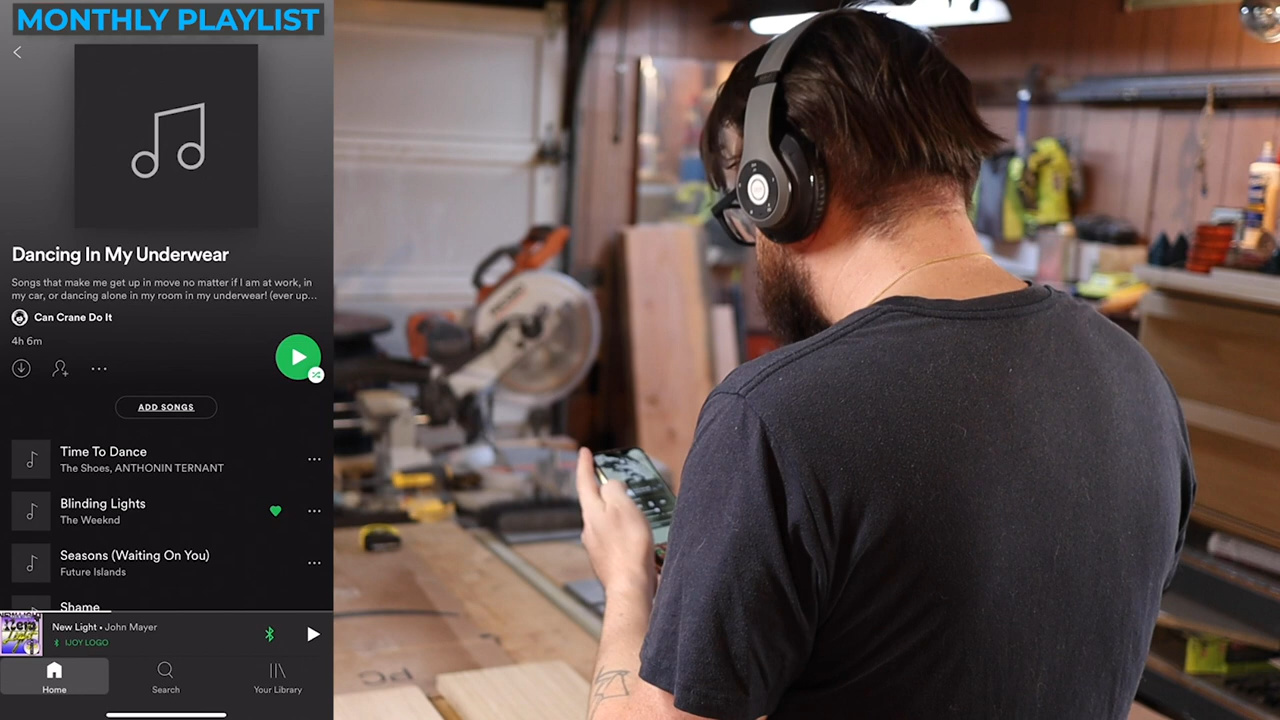 MONTHLY PLAYLIST
Dancing In My Underwear
Songs that make me get up in move no matter if I am at work, in
my car, or dancing alone in my room in my underwear! (ever up...
Can Crane Do It
4h 6m
ADD SONGS
Time To Dance
The Shoes, ANTHONIN TERNANT
Blinding Lights
The Weeknd
Seasons (Waiting On You)
Future Islands
Shame
New Light • John Mayer
IJOY LOGO
Home
Search
Your Library
PC